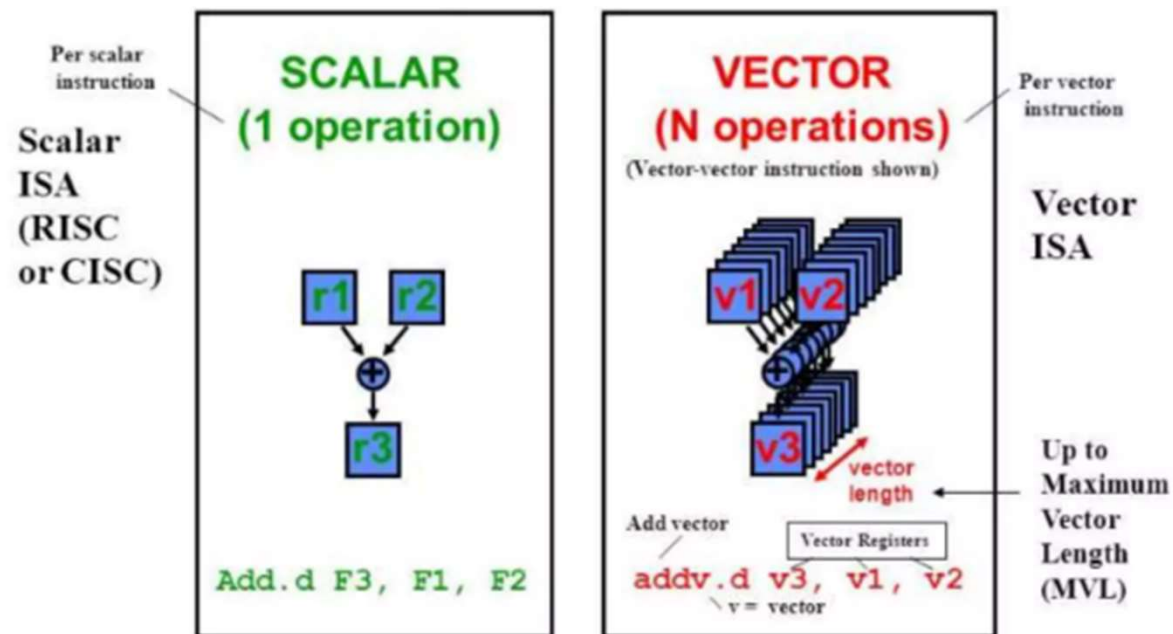 Per scalar
instruction
Scalar
ISA
(RISC
or CISC)
SCALAR
(1 operation)
r1 r2
+
r3
Add.d F3, F1, F2
VECTOR
(N operations)
(Vector-vector instruction shown)
v1 v2
+
v3
vector
length
Add vector
Vector Registers
addv.d v3, v1, v2
v = vector
Per vector
instruction
Vector
ISA
Up to
Maximum
Vector
Length
(MVL)